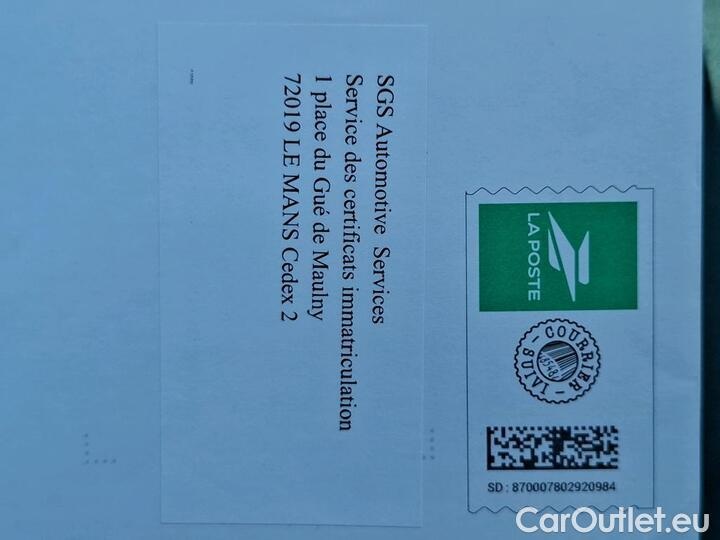 SGS Automotive Services
Service des certificats immatriculation
1 place du Gué de Maulny
72019 LE MANS Cedex 2
LA POSTE
COURRIER - SUIVI -
SD : 870007802920984
CarOutlet.eu